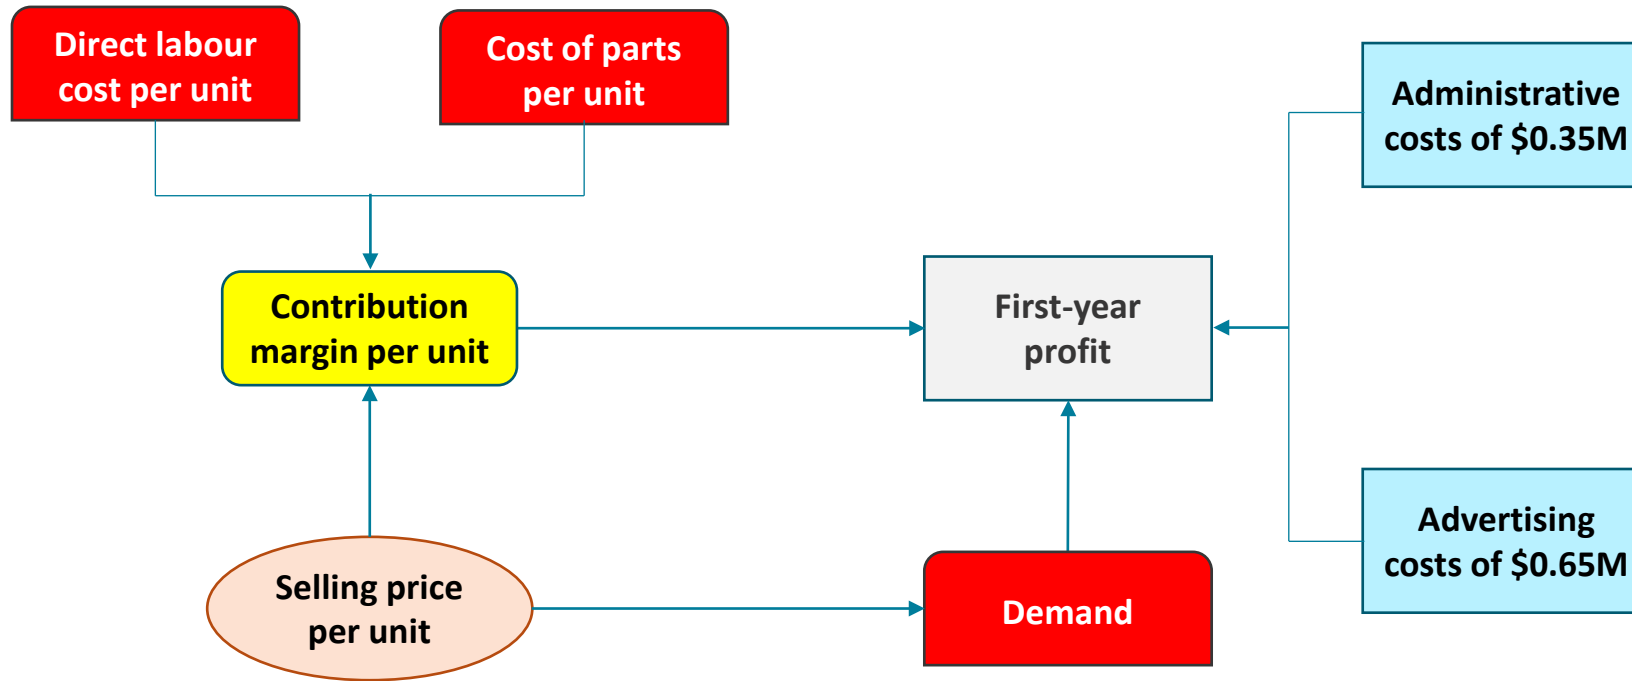 Direct labour
cost per unit
Cost of parts
per unit
Administrative
costs of $0.35M
Contribution
margin per unit
First-year
profit
Advertising
costs of $0.65M
Selling price
per unit
Demand